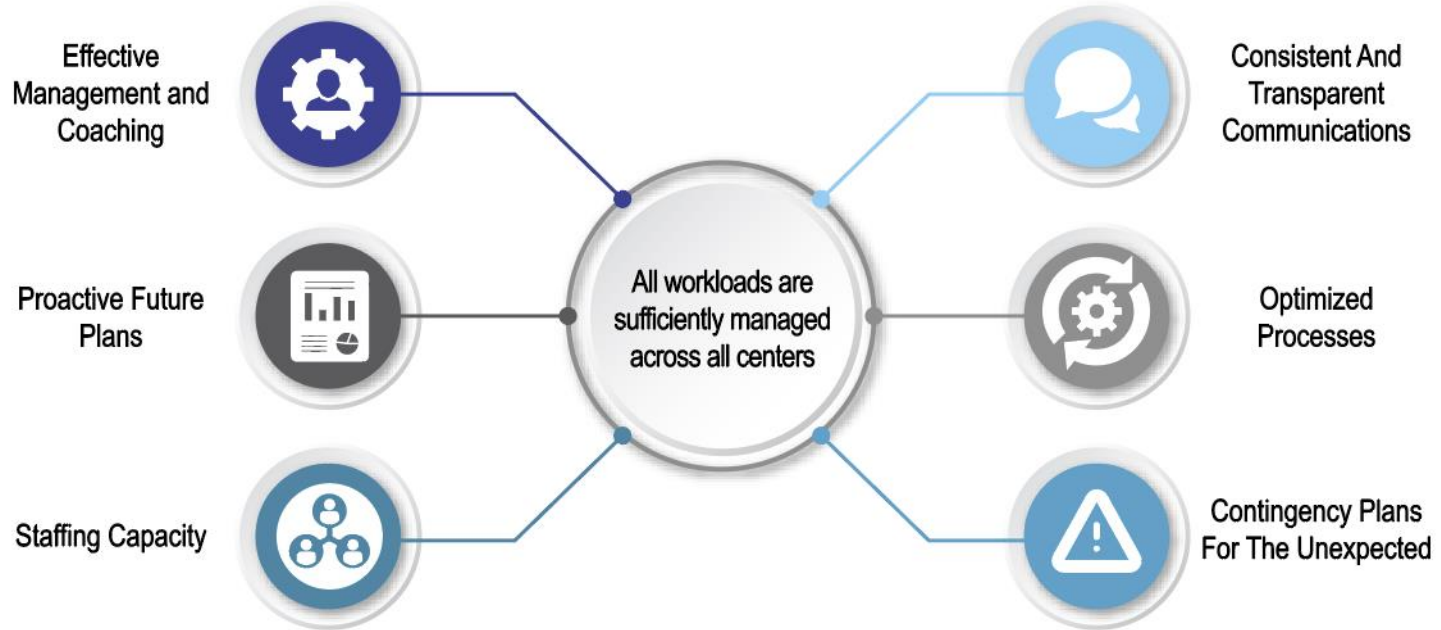 Effective
Management and
Coaching
Proactive Future
Plans
Staffing Capacity
All workloads are
sufficiently managed
across all centers
Consistent And
Transparent
Communications
Optimized
Processes
Contingency Plans
For The Unexpected